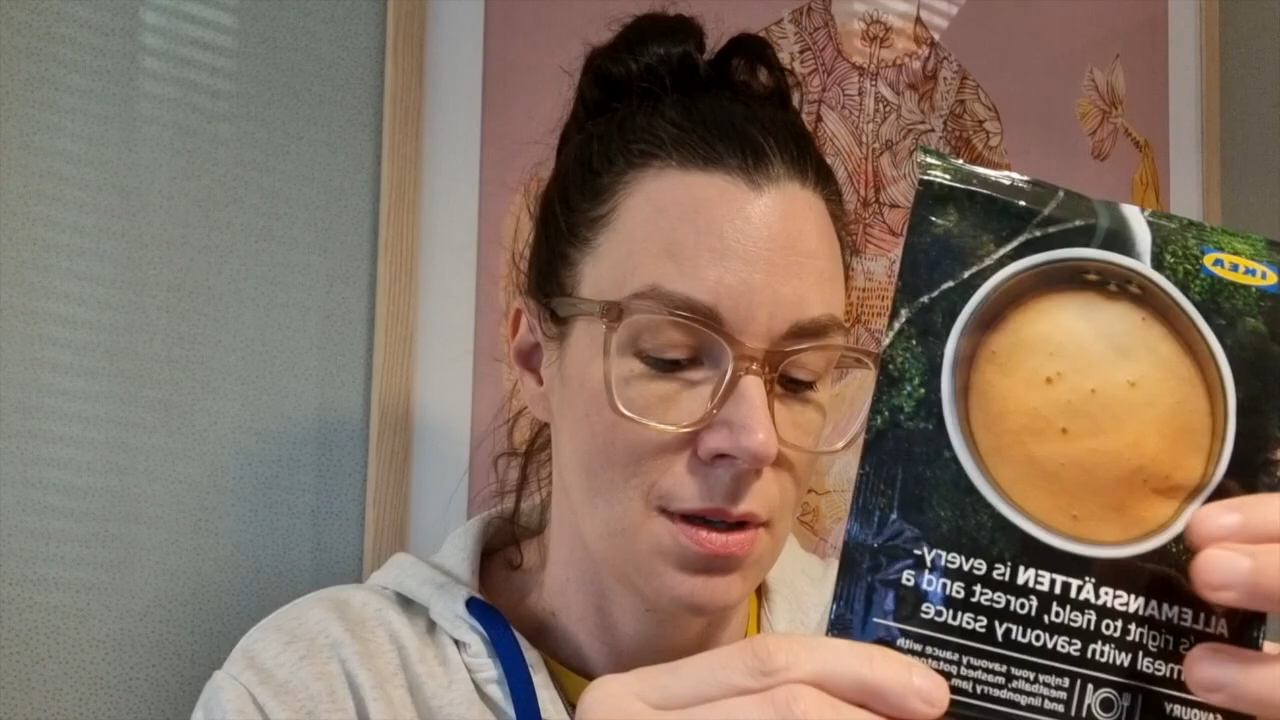 IKEA
ALLEMANSRÄTTEN is every-
's right to field, forest and a
meal with savoury sauce
SAVOURY
Enjoy your savoury sauce with
meatballs, mashed potatoes
and lingonberry jam